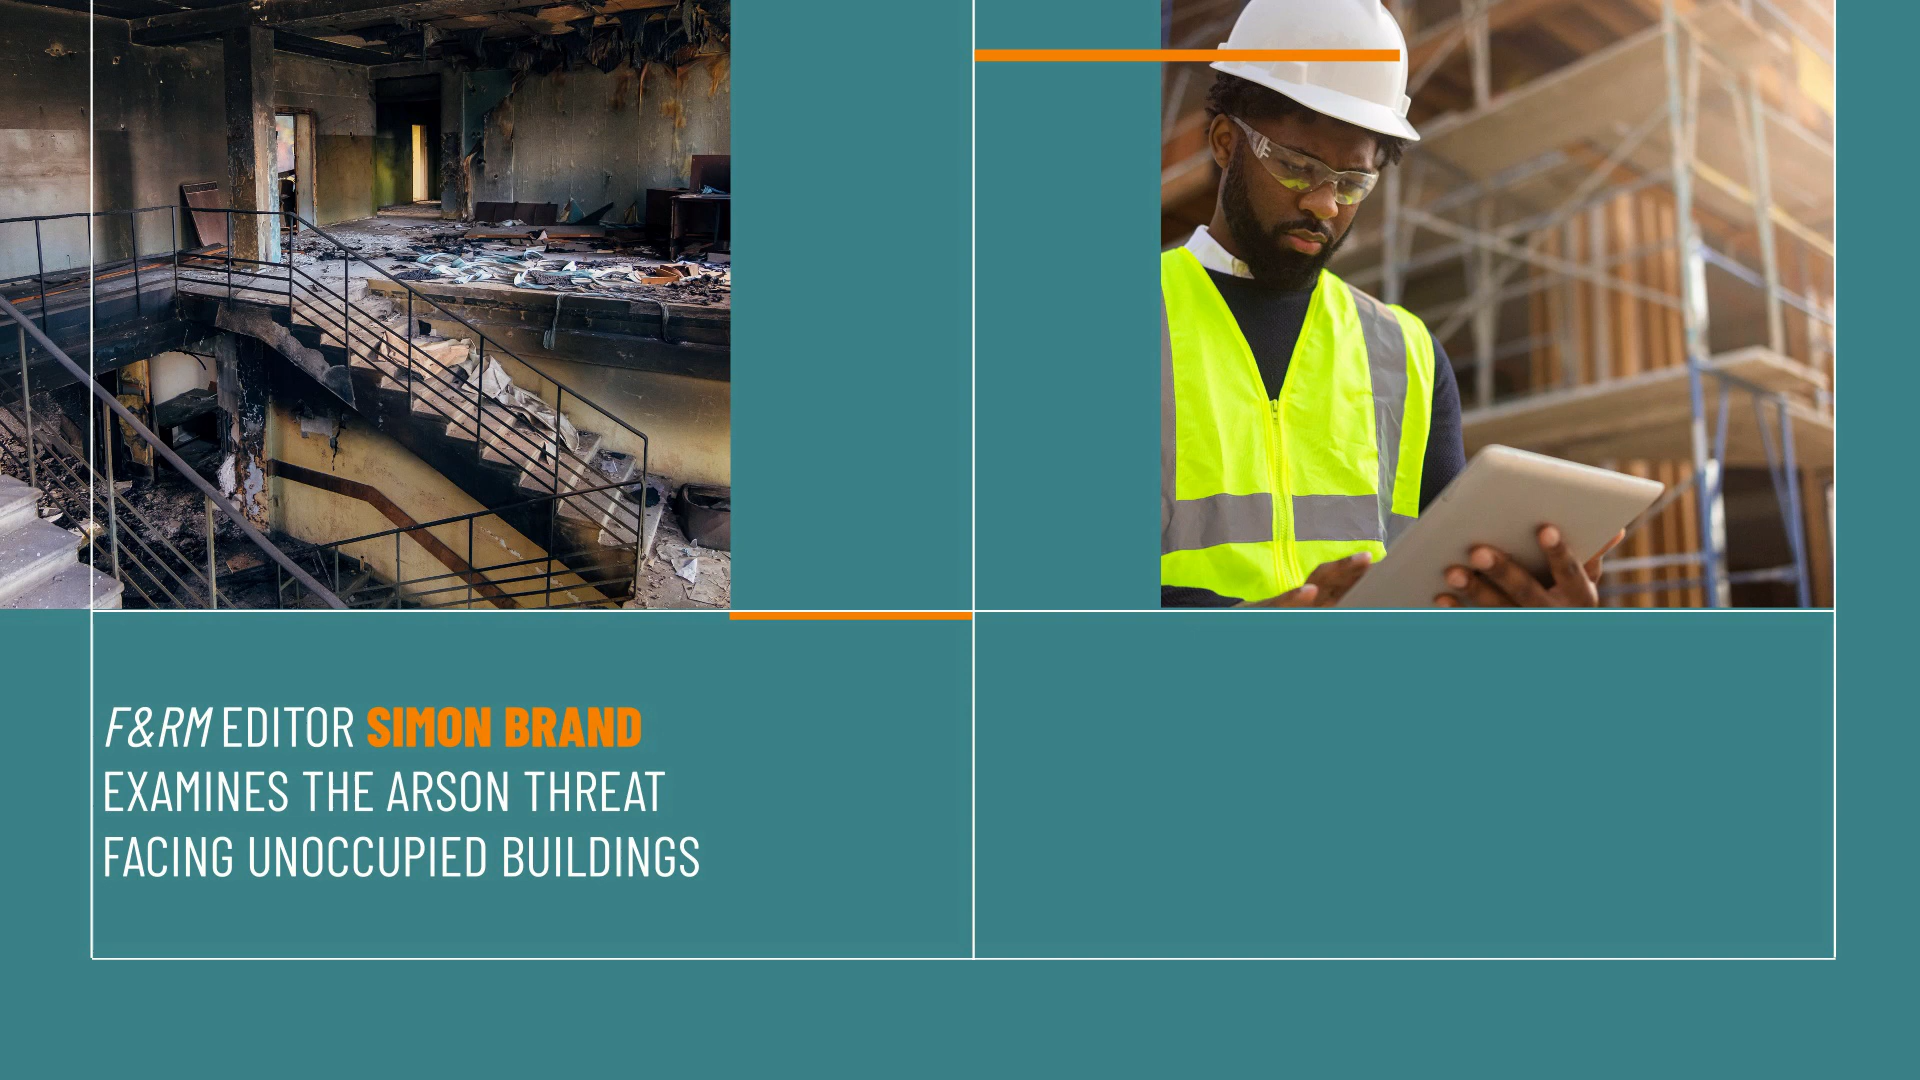 F&RM EDITOR SIMON BRAND
EXAMINES THE ARSON THREAT
FACING UNOCCUPIED BUILDINGS